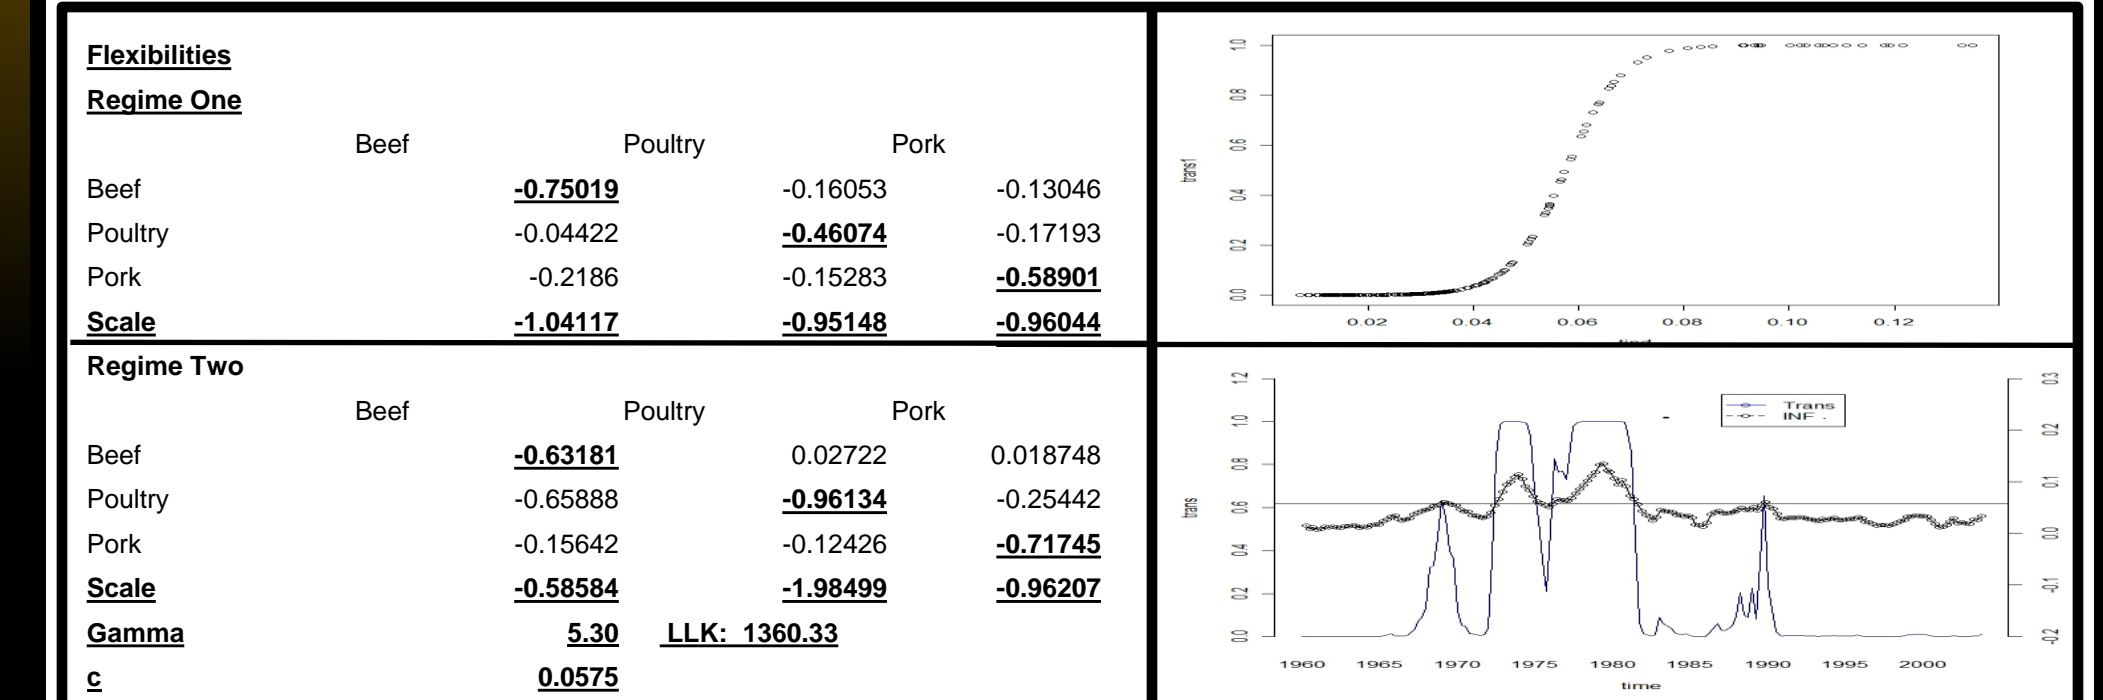 Flexibilities
Regime One
Beef Poultry Pork
Beef -0.75019 -0.16053 -0.13046
Poultry -0.04422 -0.46074 -0.17193
Pork -0.2186 -0.15283 -0.58901
Scale -1.04117 -0.95148 -0.96044
Regime Two
Beef Poultry Pork
Beef -0.63181 0.02722 0.018748
Poultry -0.65888 -0.96134 -0.25442
Pork -0.15642 -0.12426 -0.71745
Scale -0.58584 -1.98499 -0.96207
Gamma 5.30 LLK: 1360.33
c 0.0575
trans1
1.0
0.8
0.6
0.4
0.2
0.0
0.02 0.04 0.06 0.08 0.10 0.12
trans
1.2
1.0
0.8
0.6
0.4
0.2
0.0
Trans
INF .
0.3
0.2
0.1
0.0
-0.1
-0.2
1960 1965 1970 1975 1980 1985 1990 1995 2000
time